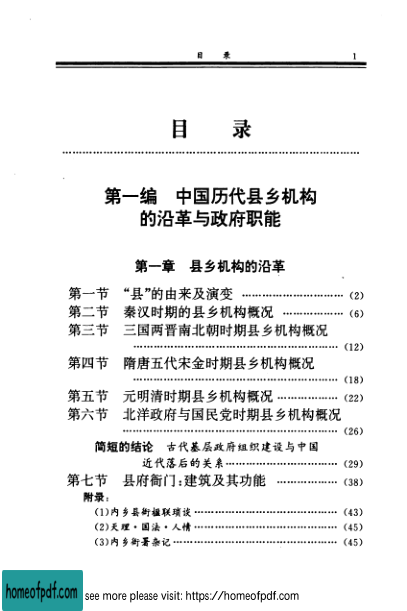 目 录 1
目 录
第一编 中国历代县乡机构
的沿革与政府职能
第一章 县乡机构的沿革
第一节 “县”的由来及演变 ………………………… (2)
第二节 秦汉时期的县乡机构概况 ……………… (6)
第三节 三国两晋南北朝时期县乡机构概况
…………………………………………………… (12)
第四节 隋唐五代宋金时期县乡机构概况
…………………………………………………… (18)
第五节 元明清时期县乡机构概况 ……………… (22)
第六节 北洋政府与国民党时期县乡机构概况
…………………………………………………… (26)
简短的结论 古代基层政府组织建设与中国
近代落后的关系 ……………………………… (29)
第七节 县府衙门:建筑及其功能 ……………… (38)
附录:
(1)内乡县衙楹联琐谈 ……………………………… (43)
(2)天理·国法·人情 ……………………………… (45)
(3)内乡衙署杂记 …………………………………… (45)
homeofpdf.com see more please visit: https://homeofpdf.com